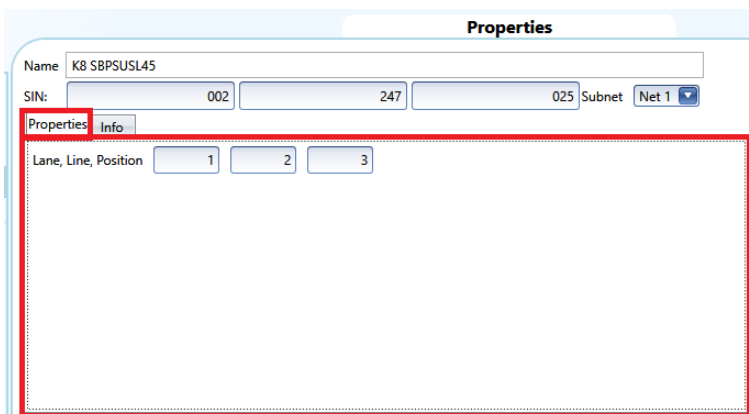 Properties
Name K8 SBPSUSL45
SIN: 002 247 025 Subnet Net 1
Properties Info
Lane, Line, Position 1 2 3